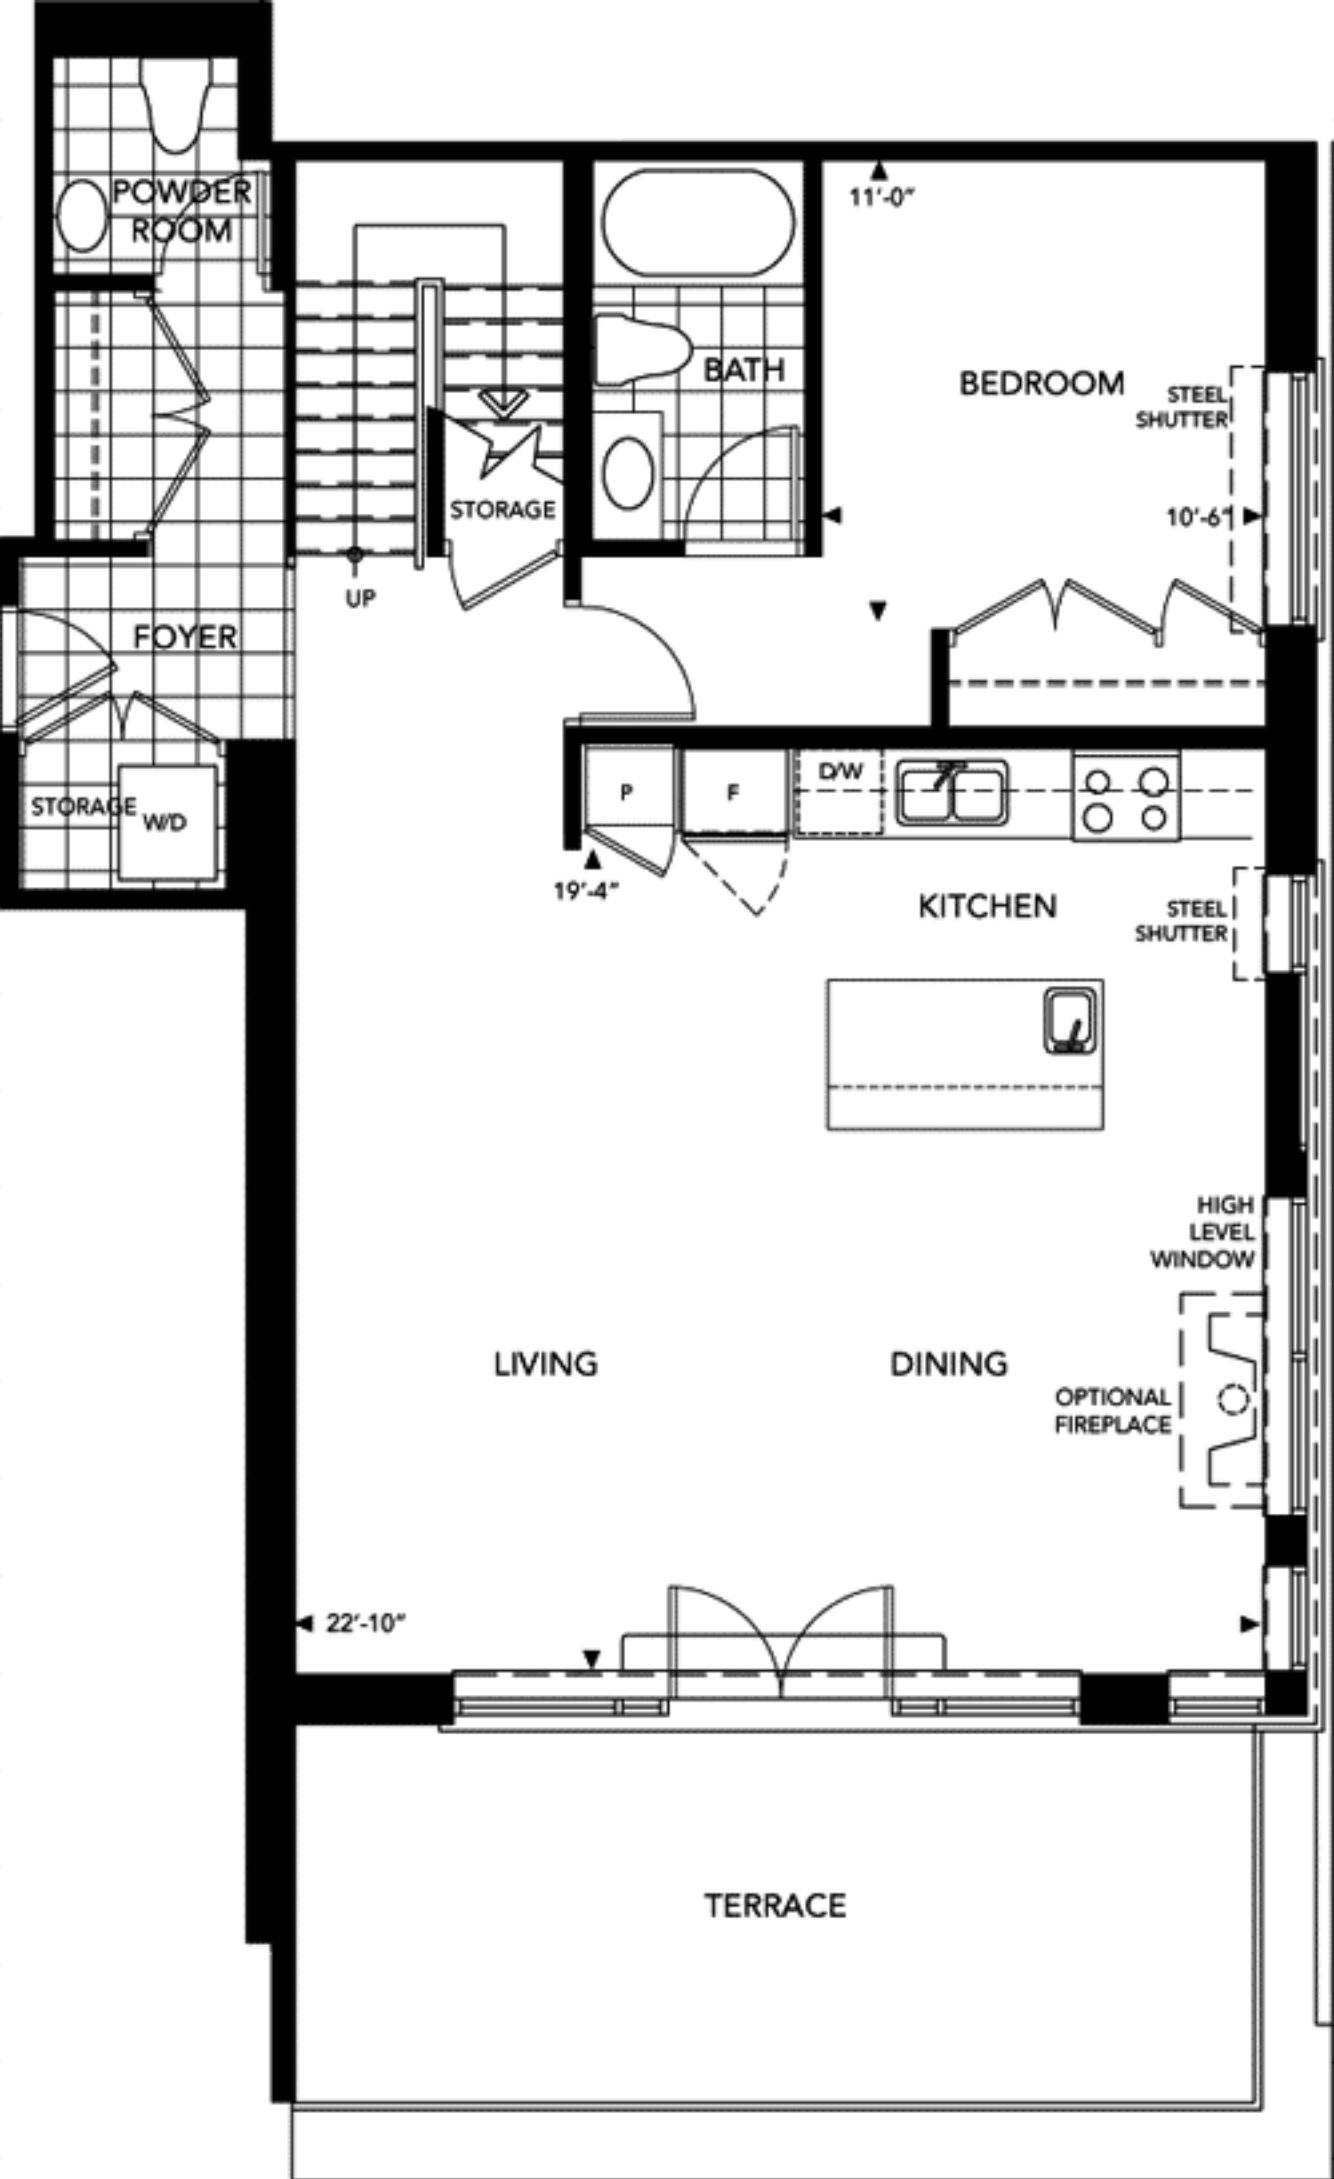 POWDER
ROOM
11'-0"
BATH
BEDROOM
STEEL
SHUTTER
STORAGE
10'-6"
UP
FOYER
STORAGE
W/D
P
F
D/W
19'-4"
KITCHEN
STEEL
SHUTTER
HIGH
LEVEL
WINDOW
LIVING
DINING
OPTIONAL
FIREPLACE
22'-10"
TERRACE